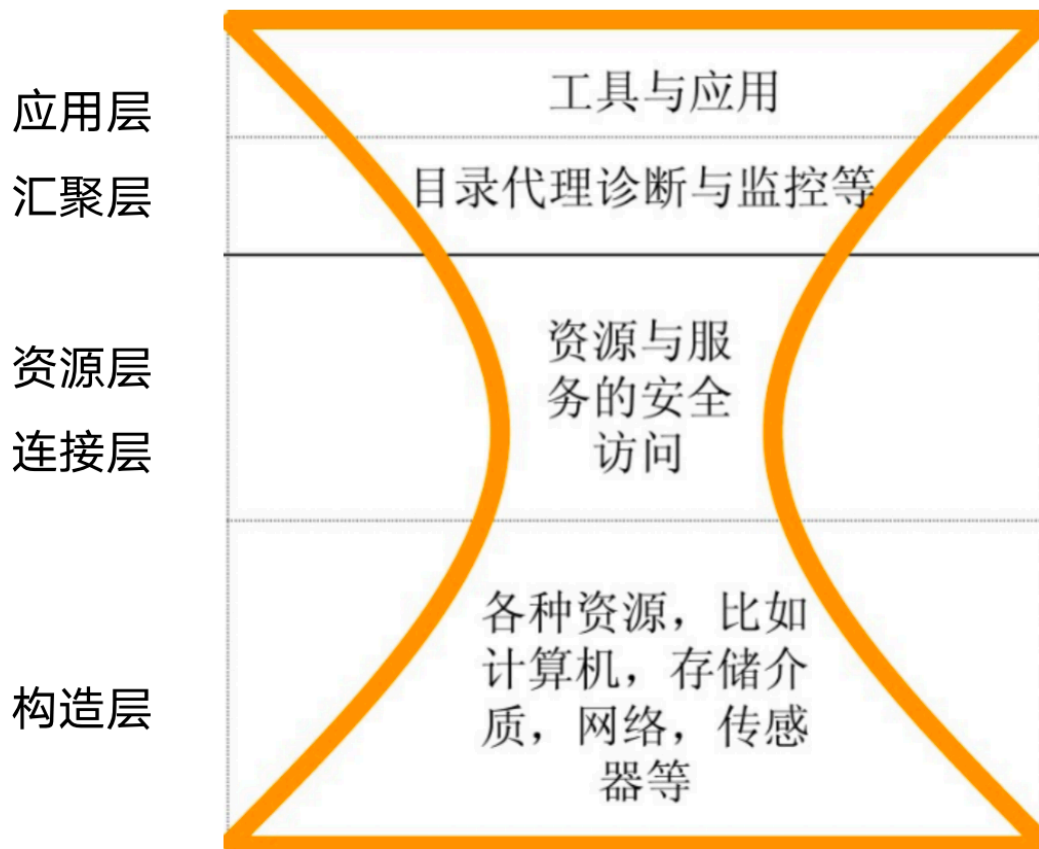 应用层
工具与应用
汇聚层
目录代理诊断与监控等
资源层
连接层
资源与服
务的安全
访问
构造层
各种资源，比如
计算机，存储介
质，网络，传感
器等